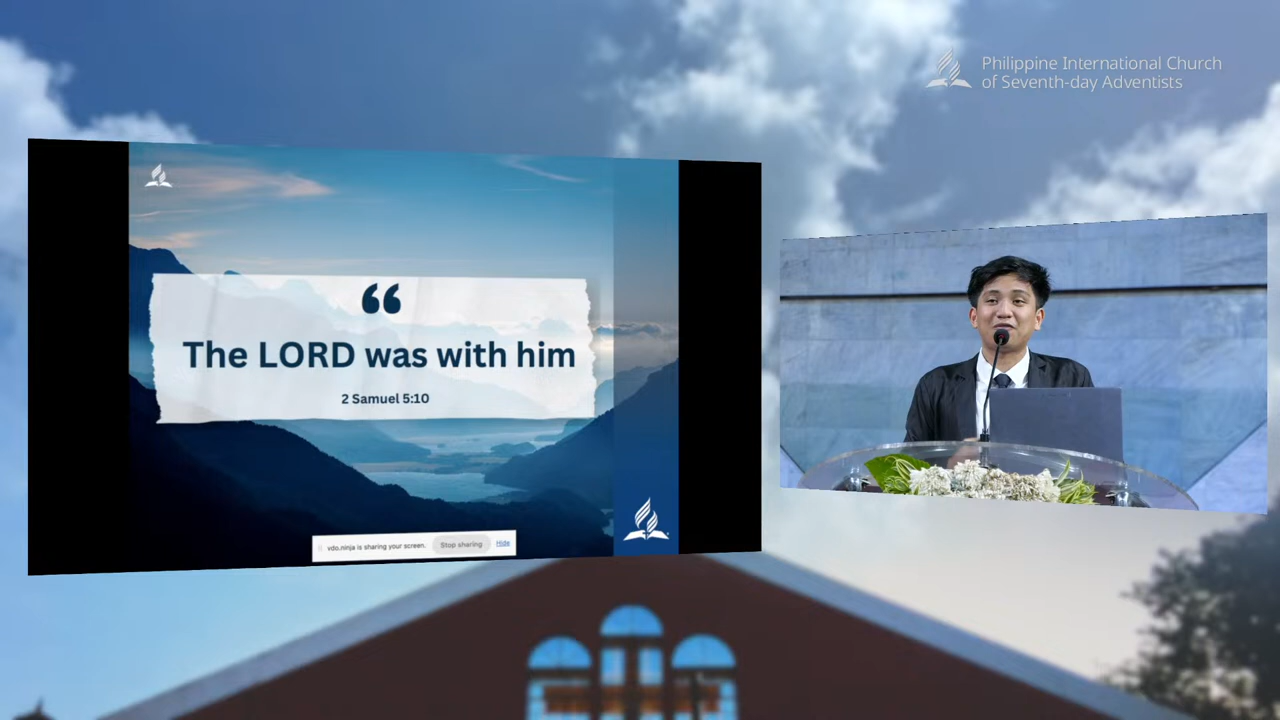 Philippine International Church
of Seventh-day Adventists
“
The LORD was with him
2 Samuel 5:10
vdo.ninja is sharing your screen. Stop sharing Hide